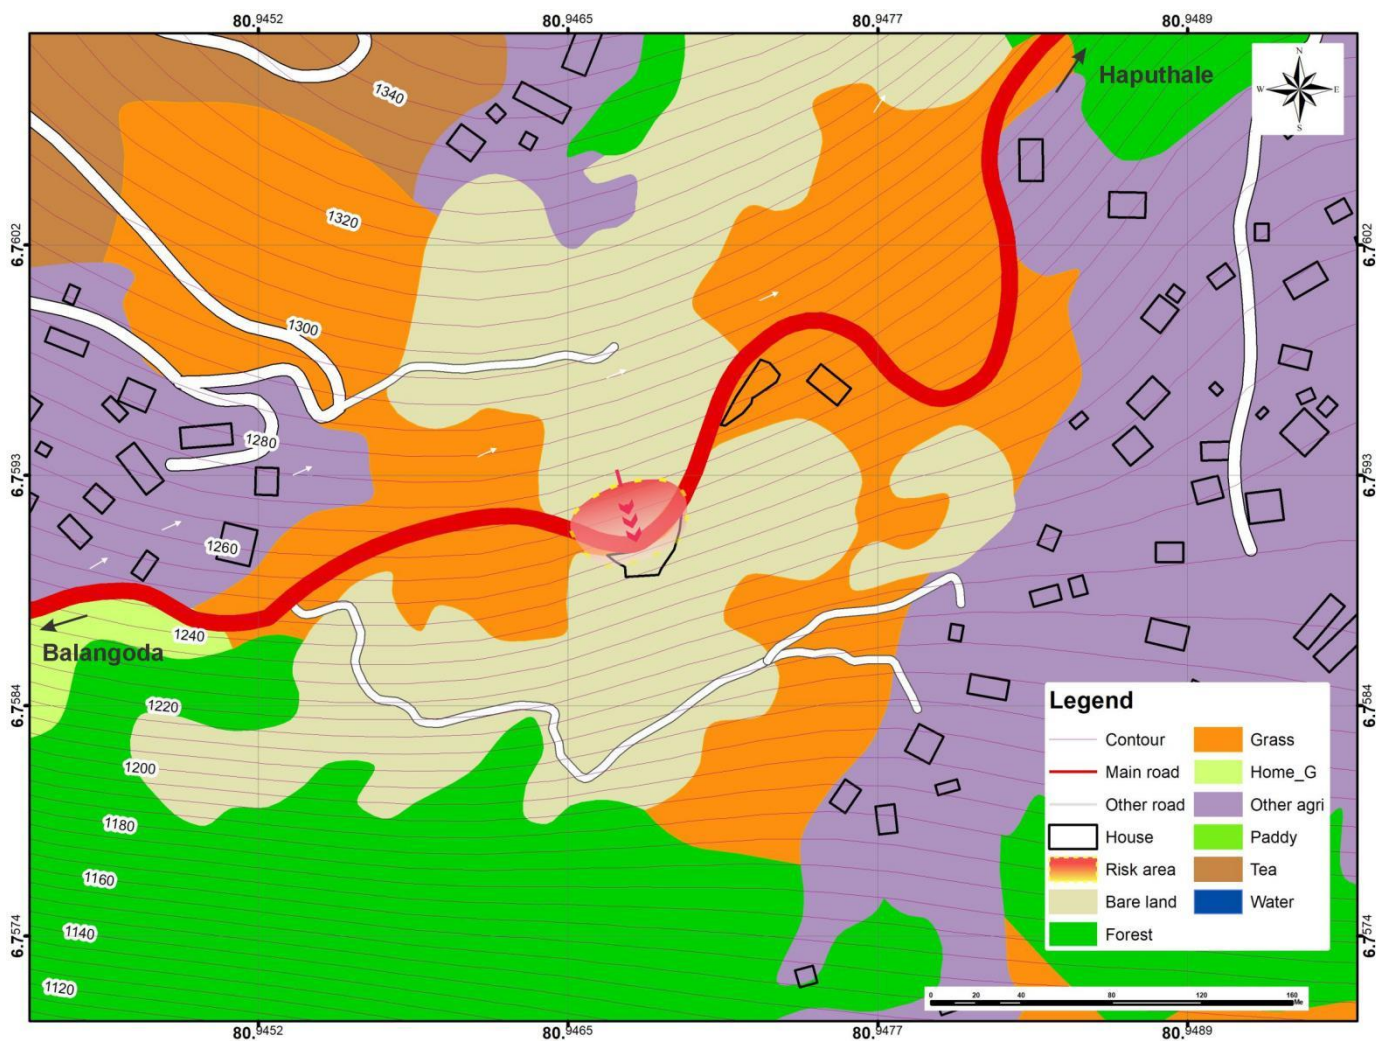 80.9452 80.9465 80.9477 80.9489
Haputhale
N
W E
S
1340
1320
6.7602 6.7602
1300
1280
6.7593 6.7593
1260
1240
Balangoda
1220
6.7584 6.7584
1200
1180
1160
1140
6.7574 6.7574
1120
Legend
Contour Grass
Main road Home_G
Other road Other agri
House Paddy
Risk area Tea
Bare land Water
Forest
0 20 40 80 120 160
Me
80.9452 80.9465 80.9477 80.9489